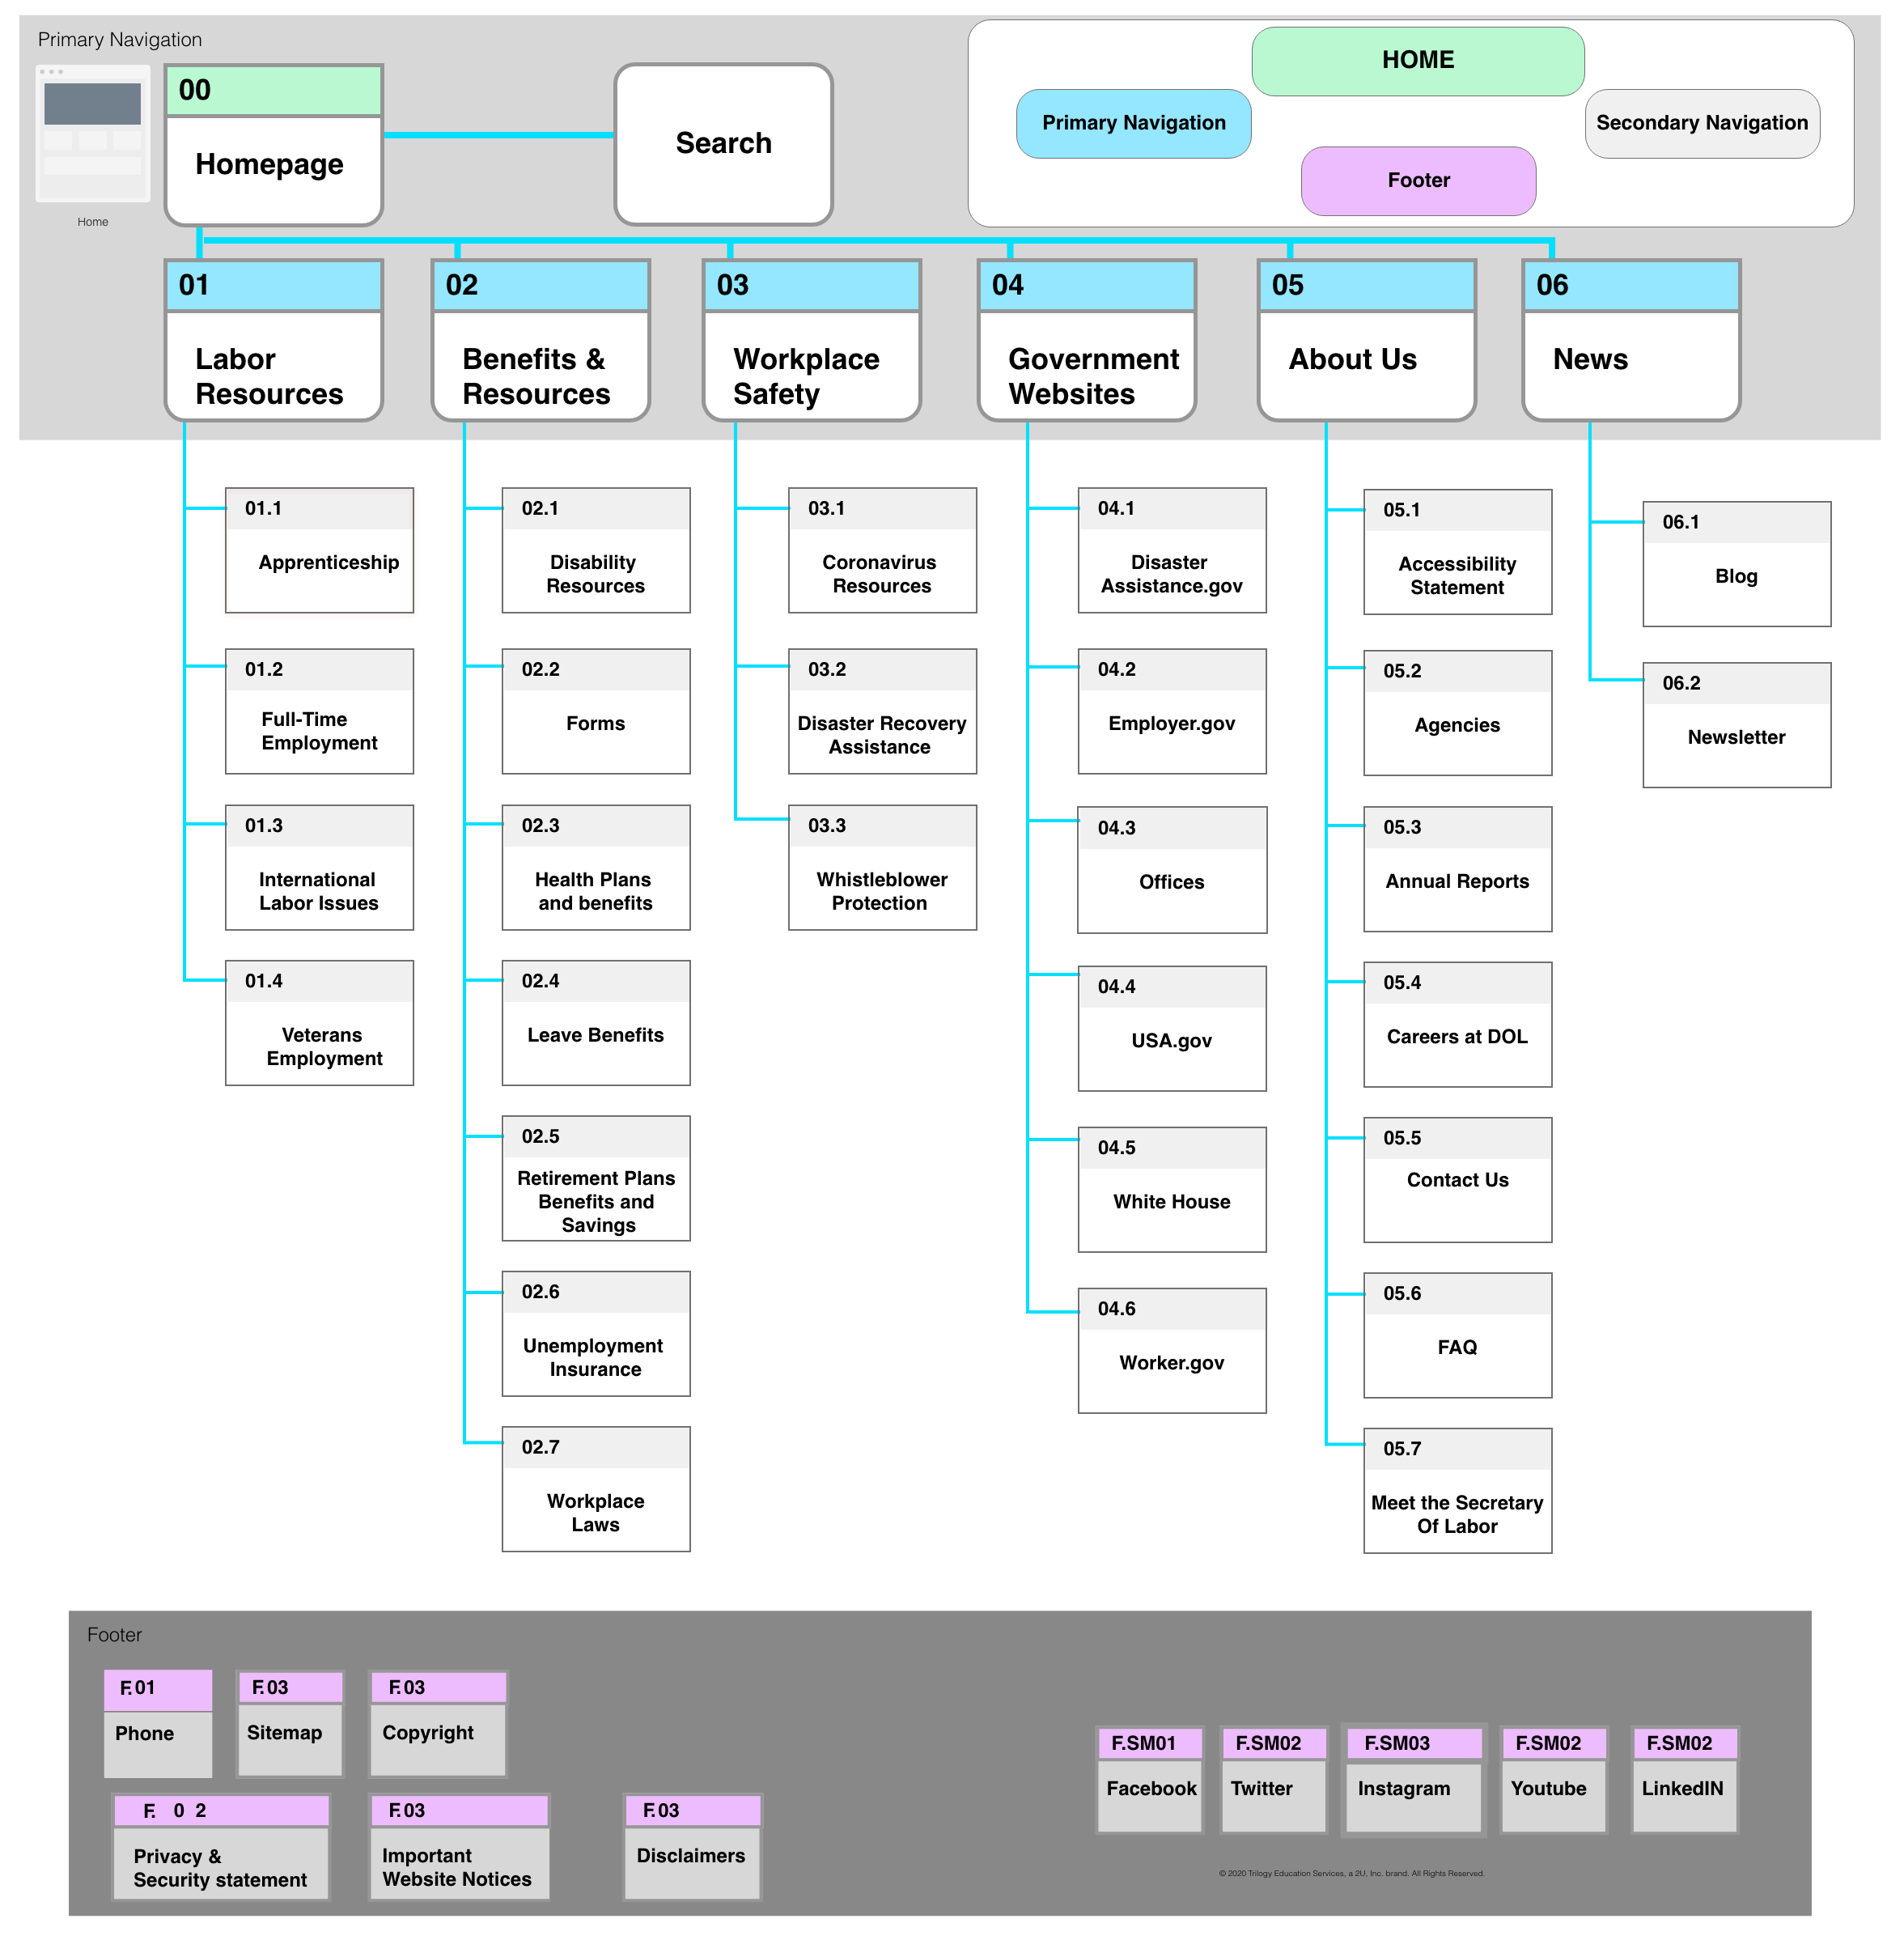 Primary Navigation
Home
00
Homepage
Search
HOME
Primary Navigation
Secondary Navigation
Footer
01
Labor
Resources
02
Benefits &
Resources
03
Workplace
Safety
04
Government
Websites
05
About Us
06
News
01.1
Apprenticeship
01.2
Full-Time
Employment
01.3
International
Labor Issues
01.4
Veterans
Employment
02.1
Disability
Resources
02.2
Forms
02.3
Health Plans
and benefits
02.4
Leave Benefits
02.5
Retirement Plans
Benefits and
Savings
02.6
Unemployment
Insurance
02.7
Workplace
Laws
03.1
Coronavirus
Resources
03.2
Disaster Recovery
Assistance
03.3
Whistleblower
Protection
04.1
Disaster
Assistance.gov
04.2
Employer.gov
04.3
Offices
04.4
USA.gov
04.5
White House
04.6
Worker.gov
05.1
Accessibility
Statement
05.2
Agencies
05.3
Annual Reports
05.4
Careers at DOL
05.5
Contact Us
05.6
FAQ
05.7
Meet the Secretary
Of Labor
06.1
Blog
06.2
Newsletter
Footer
F.01
Phone
F.03
Sitemap
F.03
Copyright
F. 0 2
Privacy &
Security statement
F.03
Important
Website Notices
F.03
Disclaimers
F.SM01
Facebook
F.SM02
Twitter
F.SM03
Instagram
F.SM02
Youtube
F.SM02
LinkedIN
© 2020 Trilogy Education Services, a 2U, Inc. brand. All Rights Reserved.